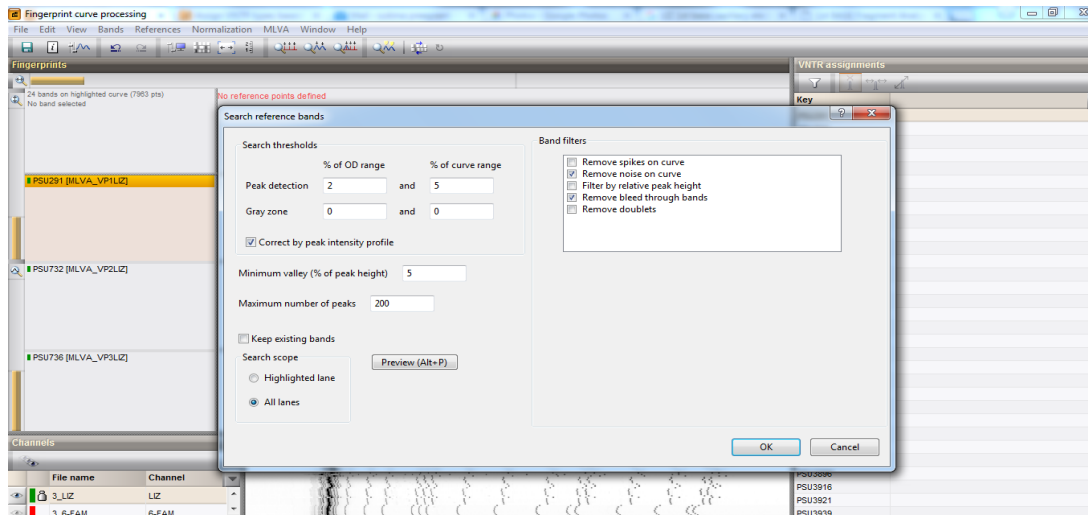 Fingerprint curve processing
File Edit View Bands References Normalization MLVA Window Help
Fingerprints
VNTR assignments
24 bands on highlighted curve (7963 pts)
No band selected
No reference points defined
Key
Search reference bands
Search thresholds
% of OD range % of curve range
Peak detection 2 and 5
Gray zone 0 and 0
Correct by peak intensity profile
Minimum valley (% of peak height) 5
Maximum number of peaks 200
Keep existing bands
Search scope
Highlighted lane
All lanes
Preview (Alt+P)
Band filters
Remove spikes on curve
Remove noise on curve
Filter by relative peak height
Remove bleed through bands
Remove doublets
OK Cancel
PSU291 [MLVA_VP1LIZ]
PSU732 [MLVA_VP2LIZ]
PSU736 [MLVA_VP3LIZ]
Channels
File name Channel
3_LIZ LIZ
3_6-FAM 6-FAM
PSU3896
PSU3916
PSU3921
PSU3939